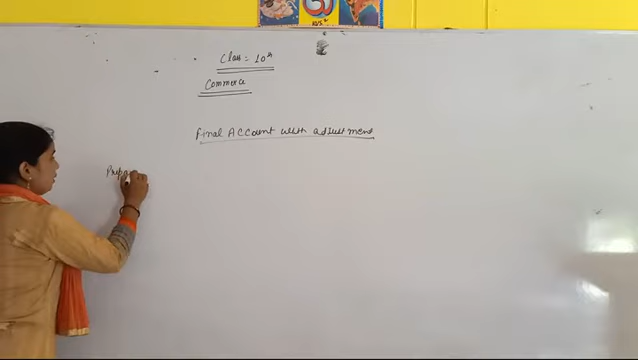 Class = 10th
Commerce
Final Account with adjustment
Prepa